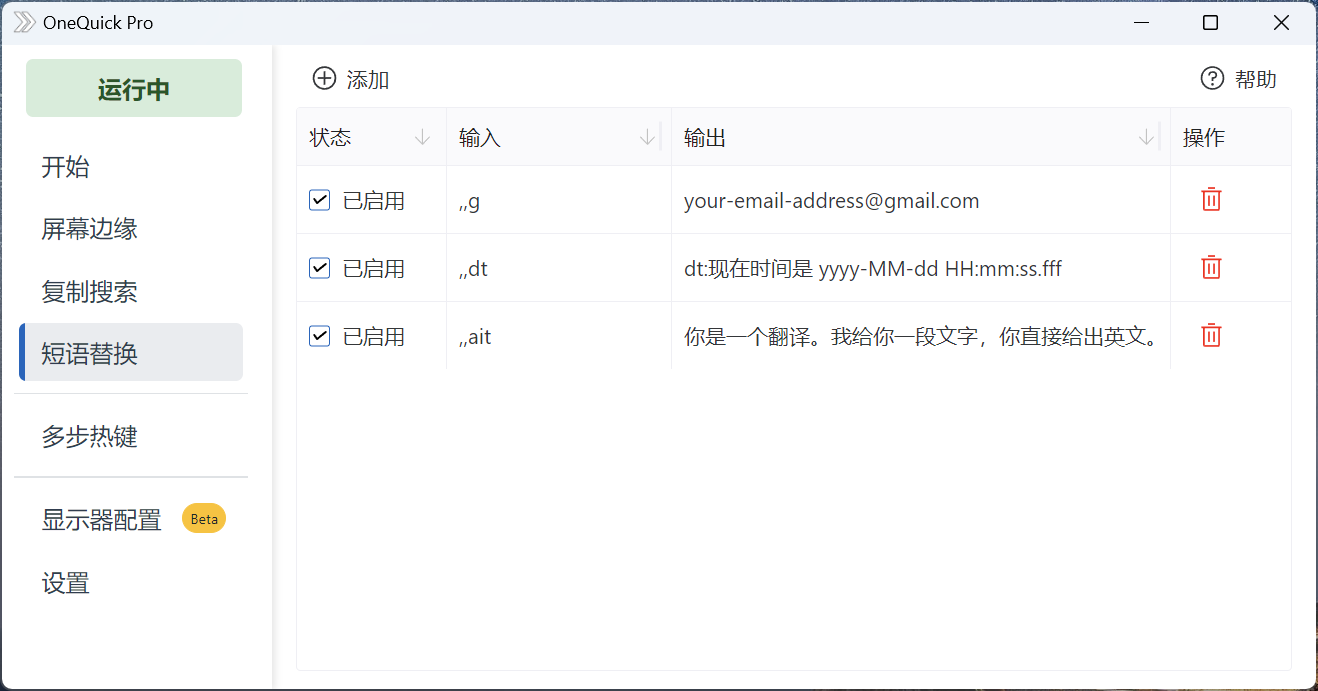 OneQuick Pro
运行中
开始
屏幕边缘
复制搜索
短语替换
多步热键
显示器配置 Beta
设置
添加 帮助
状态 输入 输出 操作
已启用 ,,g your-email-address@gmail.com
已启用 ,,dt dt:现在时间是 yyyy-MM-dd HH:mm:ss.fff
已启用 ,,ait 你是一个翻译。我给你一段文字，你直接给出英文。